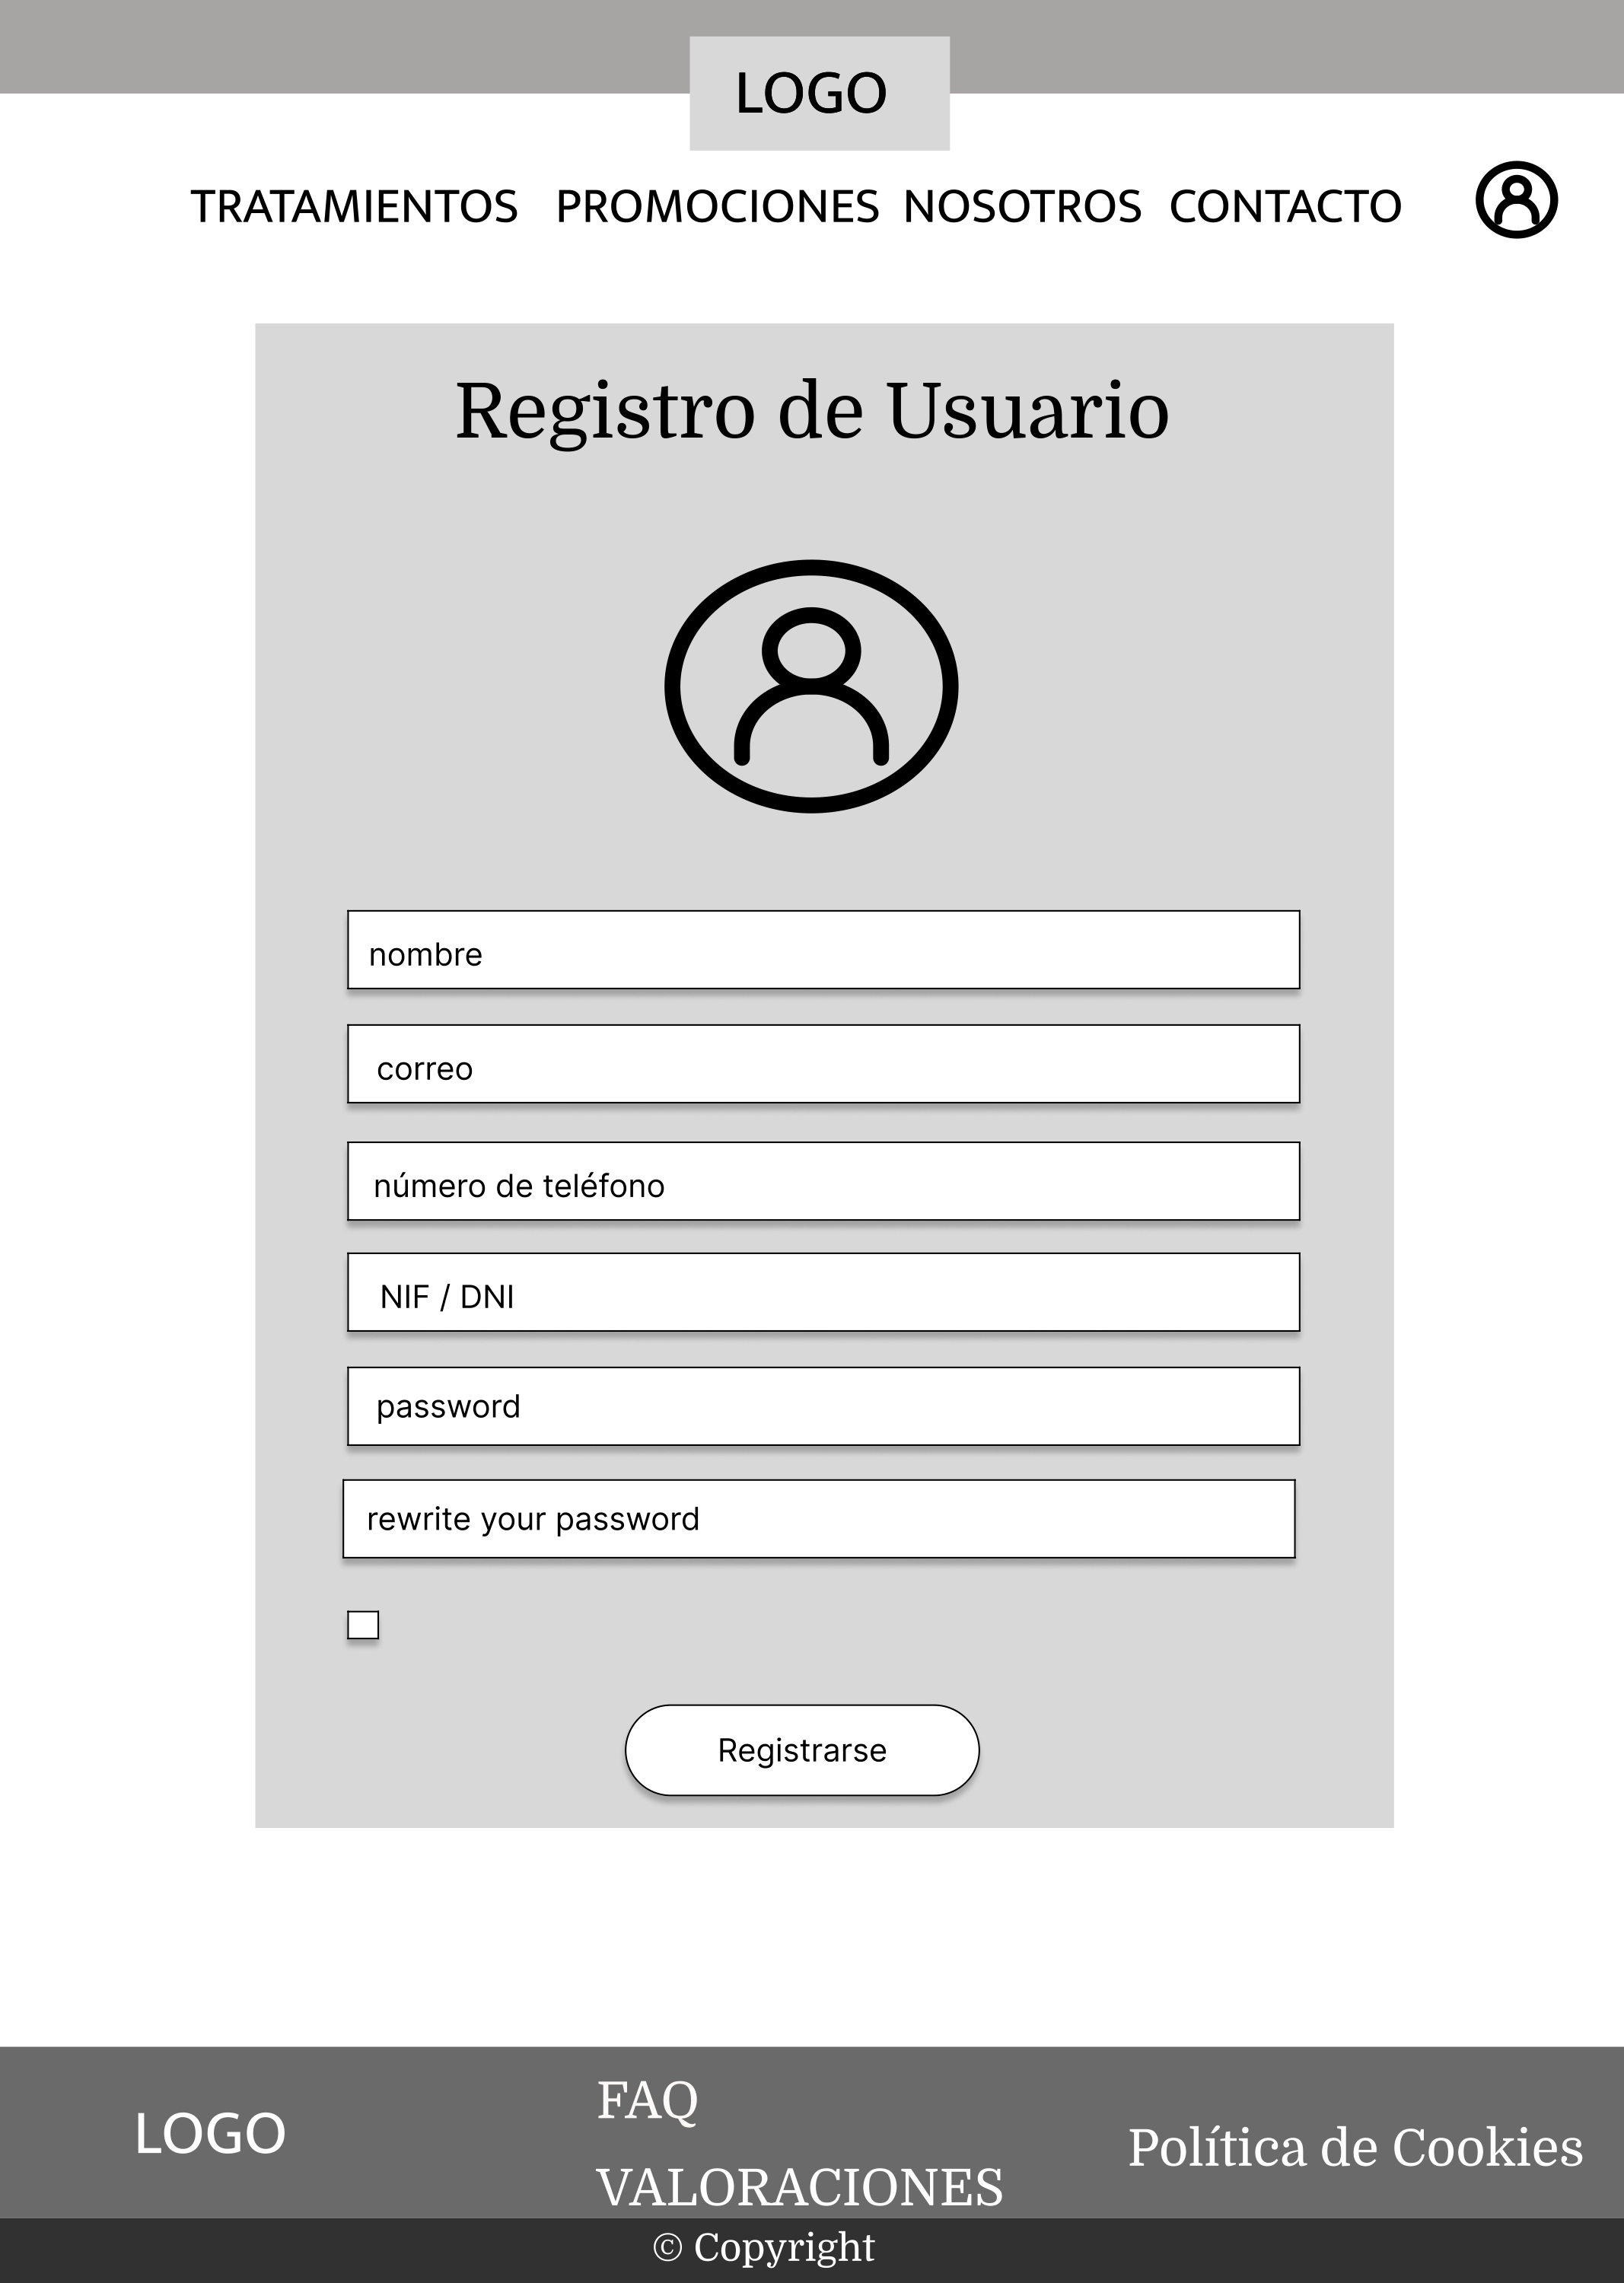 LOGO
TRATAMIENTOS PROMOCIONES NOSOTROS CONTACTO
Registro de Usuario
nombre
correo
número de teléfono
NIF / DNI
password
rewrite your password
Registrarse
LOGO
FAQ
VALORACIONES
Política de Cookies
© Copyright